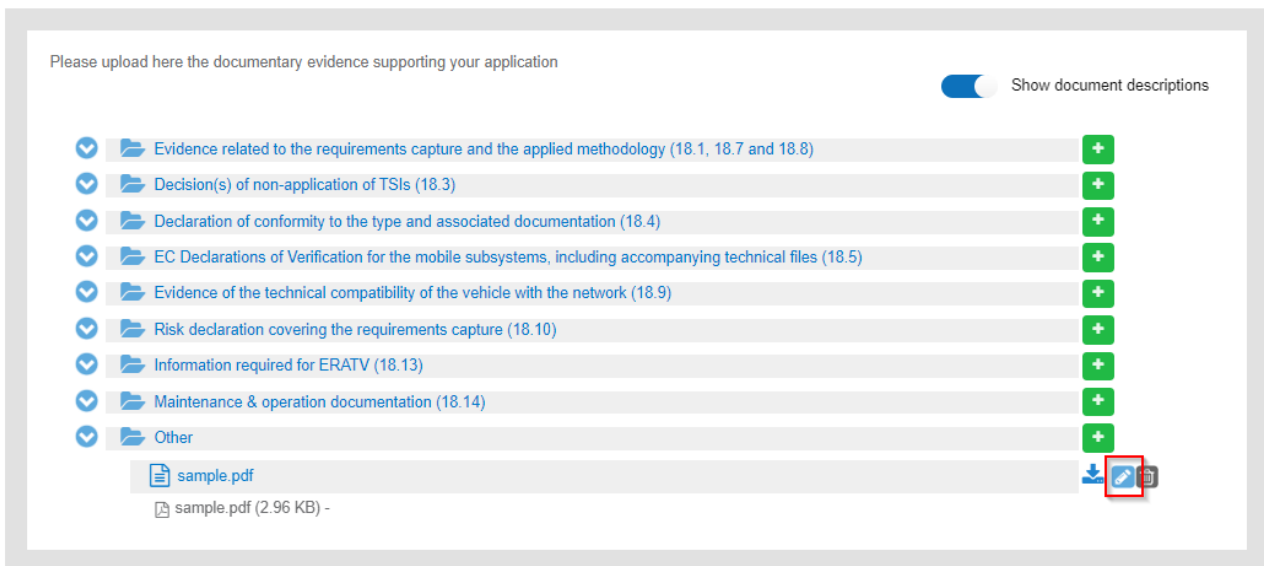 Please upload here the documentary evidence supporting your application
Show document descriptions
Evidence related to the requirements capture and the applied methodology (18.1, 18.7 and 18.8)
Decision(s) of non-application of TSIs (18.3)
Declaration of conformity to the type and associated documentation (18.4)
EC Declarations of Verification for the mobile subsystems, including accompanying technical files (18.5)
Evidence of the technical compatibility of the vehicle with the network (18.9)
Risk declaration covering the requirements capture (18.10)
Information required for ERATV (18.13)
Maintenance & operation documentation (18.14)
Other
sample.pdf
sample.pdf (2.96 KB) -